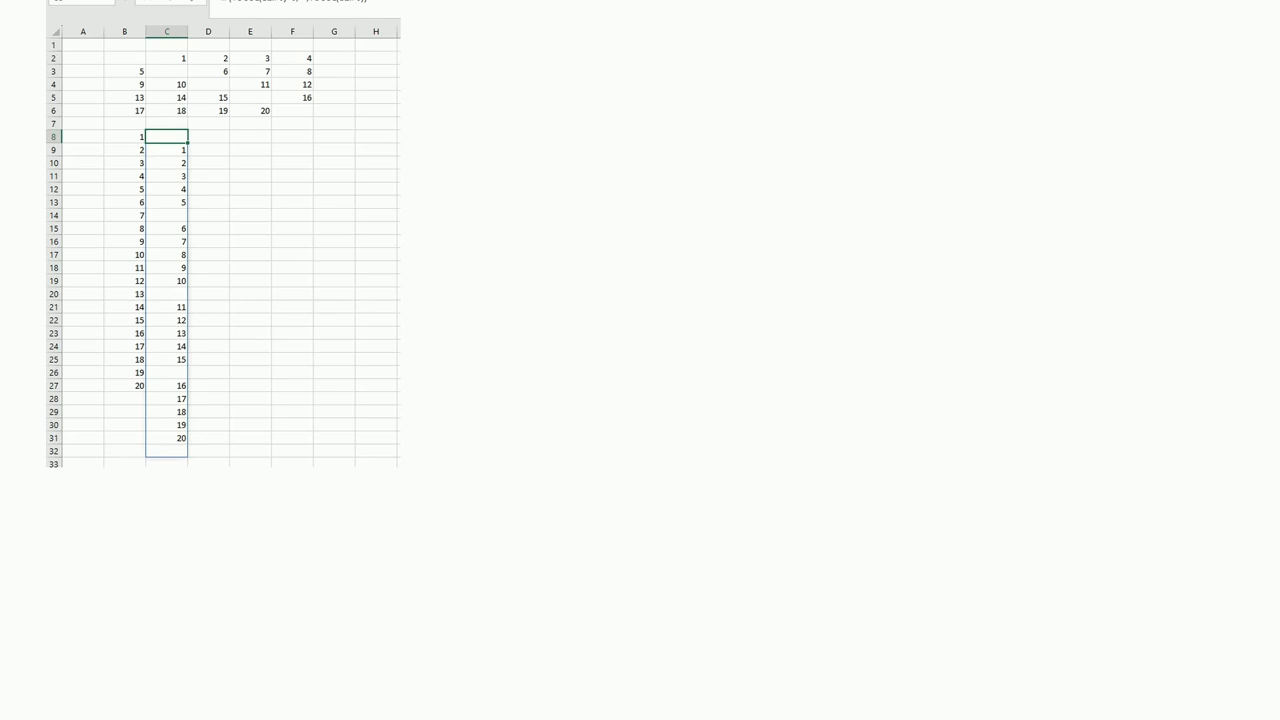 A B C D E F G H
1
2 1 2 3 4
3 5 6 7 8
4 9 10 11 12
5 13 14 15 16
6 17 18 19 20
7
8 1
9 2 1
10 3 2
11 4 3
12 5 4
13 6 5
14 7
15 8 6
16 9 7
17 10 8
18 11 9
19 12 10
20 13
21 14 11
22 15 12
23 16 13
24 17 14
25 18 15
26 19
27 20 16
28 17
29 18
30 19
31 20
32
33